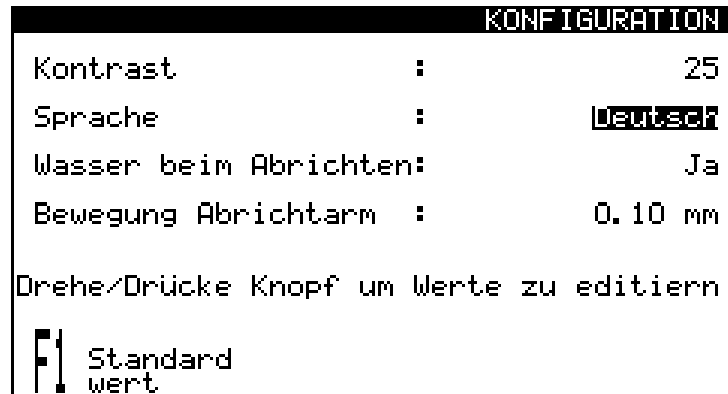 KONFIGURATION
Kontrast : 25
Sprache : Deutsch
Wasser beim Abrichten: Ja
Bewegung Abrichtarm : 0.10 mm
Drehe/Drücke Knopf um Werte zu editiern
F1 Standard
wert